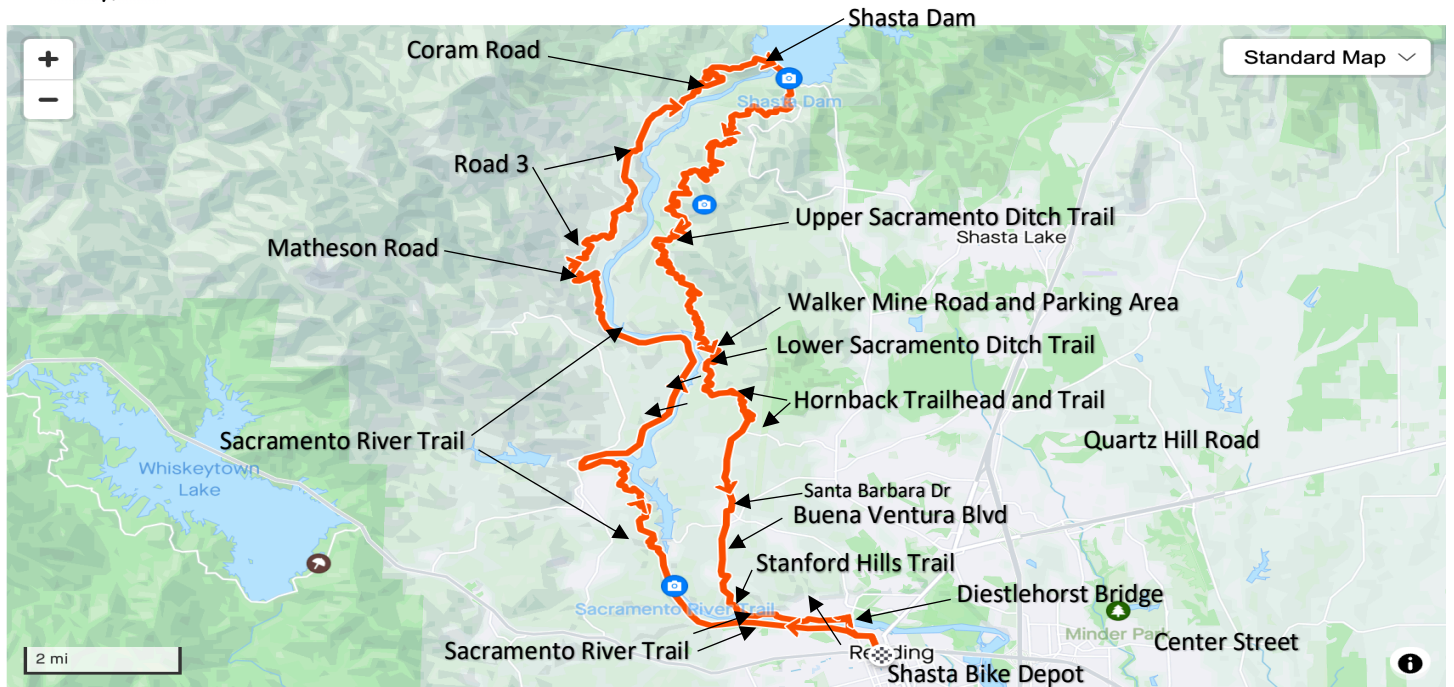 Shasta Dam
Coram Road
+
Standard Map
−
Shasta Dam
Road 3
Upper Sacramento Ditch Trail
Shasta Lake
Matheson Road
Walker Mine Road and Parking Area
Lower Sacramento Ditch Trail
Hornback Trailhead and Trail
Sacramento River Trail
Quartz Hill Road
Whiskeytown
Lake
Santa Barbara Dr
Buena Ventura Blvd
Stanford Hills Trail
Diestlehorst Bridge
Sacramento River Trail
Minder Park
Center Street
Sacramento River Trail
2 mi
Shasta Bike Depot
i